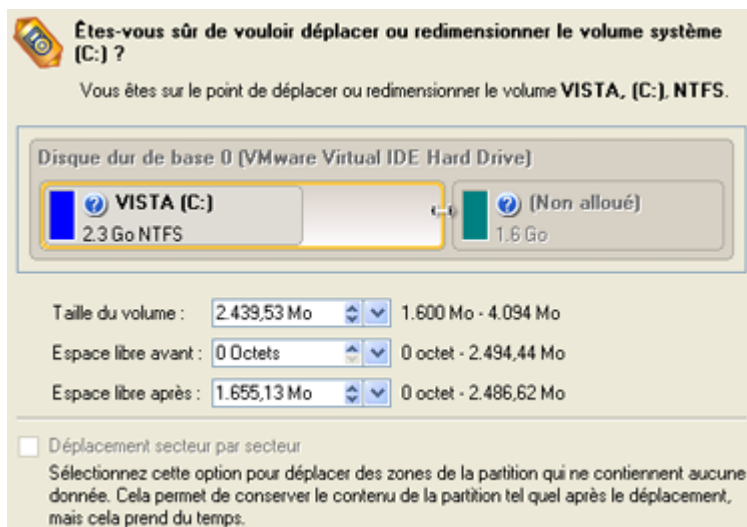 Êtes-vous sûr de vouloir déplacer ou redimensionner le volume système
(C:) ?
Vous êtes sur le point de déplacer ou redimensionner le volume VISTA, (C:), NTFS.
Disque dur de base 0 (VMware Virtual IDE Hard Drive)
VISTA (C:)
2.3 Go NTFS
(Non alloué)
1.6 Go
Taille du volume : 2.439,53 Mo 1.600 Mo - 4.094 Mo
Espace libre avant : 0 Octets 0 octet - 2.494,44 Mo
Espace libre après : 1.655,13 Mo 0 octet - 2.486,62 Mo
Déplacement secteur par secteur
Sélectionnez cette option pour déplacer des zones de la partition qui ne contiennent aucune
donnée. Cela permet de conserver le contenu de la partition tel quel après le déplacement,
mais cela prend du temps.